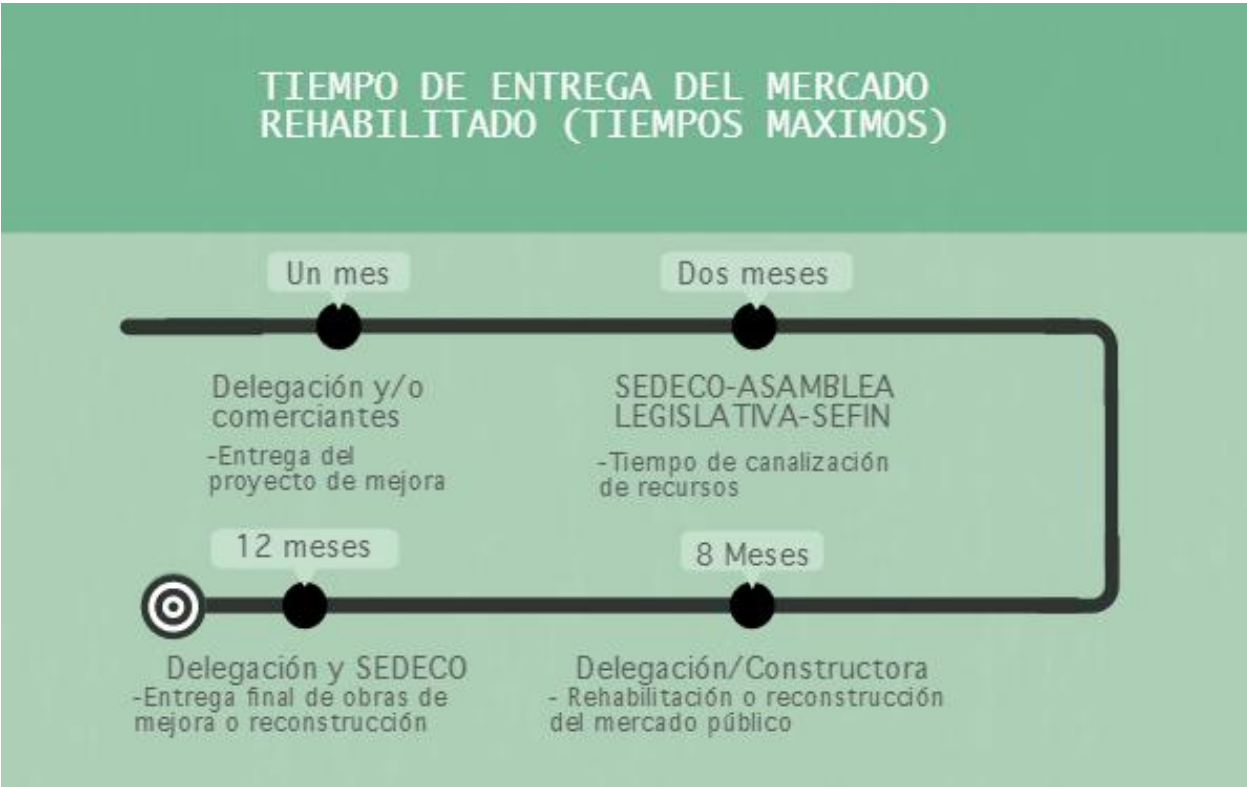 TIEMPO DE ENTREGA DEL MERCADO
REHABILITADO (TIEMPOS MAXIMOS)
Un mes
Delegación y/o
comerciantes
-Entrega del
proyecto de mejora
Dos meses
SEDECO-ASAMBLEA
LEGISLATIVA-SEFIN
-Tiempo de canalización
de recursos
8 Meses
Delegación/Constructora
- Rehabilitación o reconstrucción
del mercado público
12 meses
Delegación y SEDECO
-Entrega final de obras de
mejora o reconstrucción